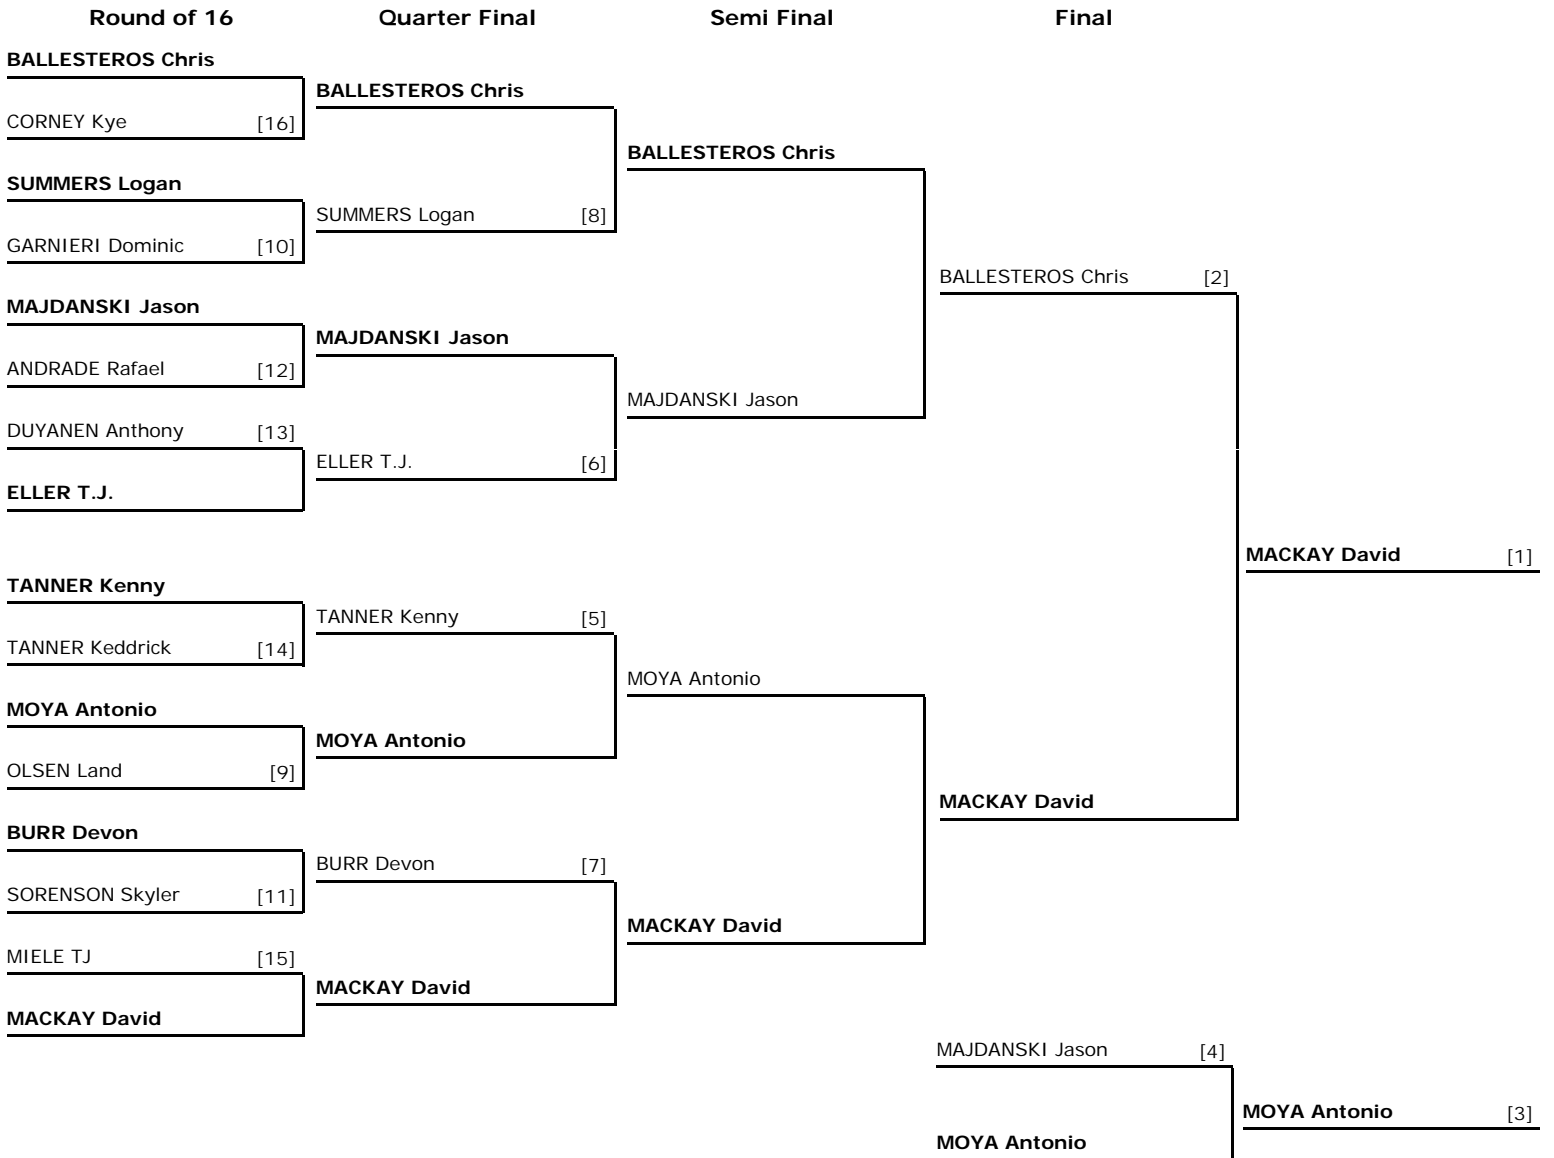 Round of 16 Quarter Final Semi Final Final
BALLESTEROS Chris
BALLESTEROS Chris
CORNEY Kye [16]
BALLESTEROS Chris
SUMMERS Logan
SUMMERS Logan [8]
GARNIERI Dominic [10]
BALLESTEROS Chris [2]
MAJDANSKI Jason
MAJDANSKI Jason
ANDRADE Rafael [12]
MAJDANSKI Jason
DUYANEN Anthony [13]
ELLER T.J. [6]
ELLER T.J.
MACKAY David [1]
TANNER Kenny
TANNER Kenny [5]
TANNER Keddrick [14]
MOYA Antonio
MOYA Antonio
MOYA Antonio
OLSEN Land [9]
MACKAY David
BURR Devon
BURR Devon [7]
SORENSON Skyler [11]
MACKAY David
MIELE TJ [15]
MACKAY David
MACKAY David
MAJDANSKI Jason [4]
MOYA Antonio [3]
MOYA Antonio